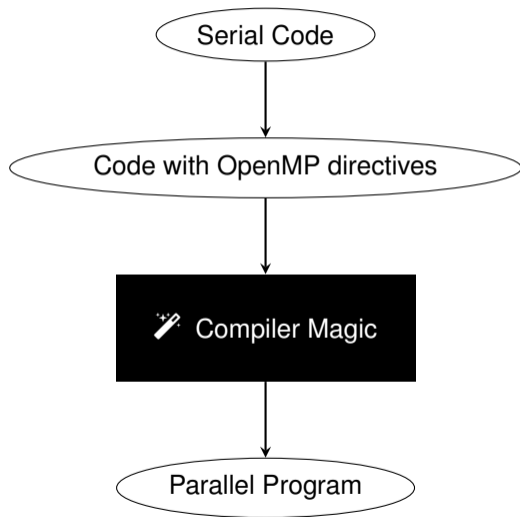 Serial Code
Code with OpenMP directives
Compiler Magic
Parallel Program